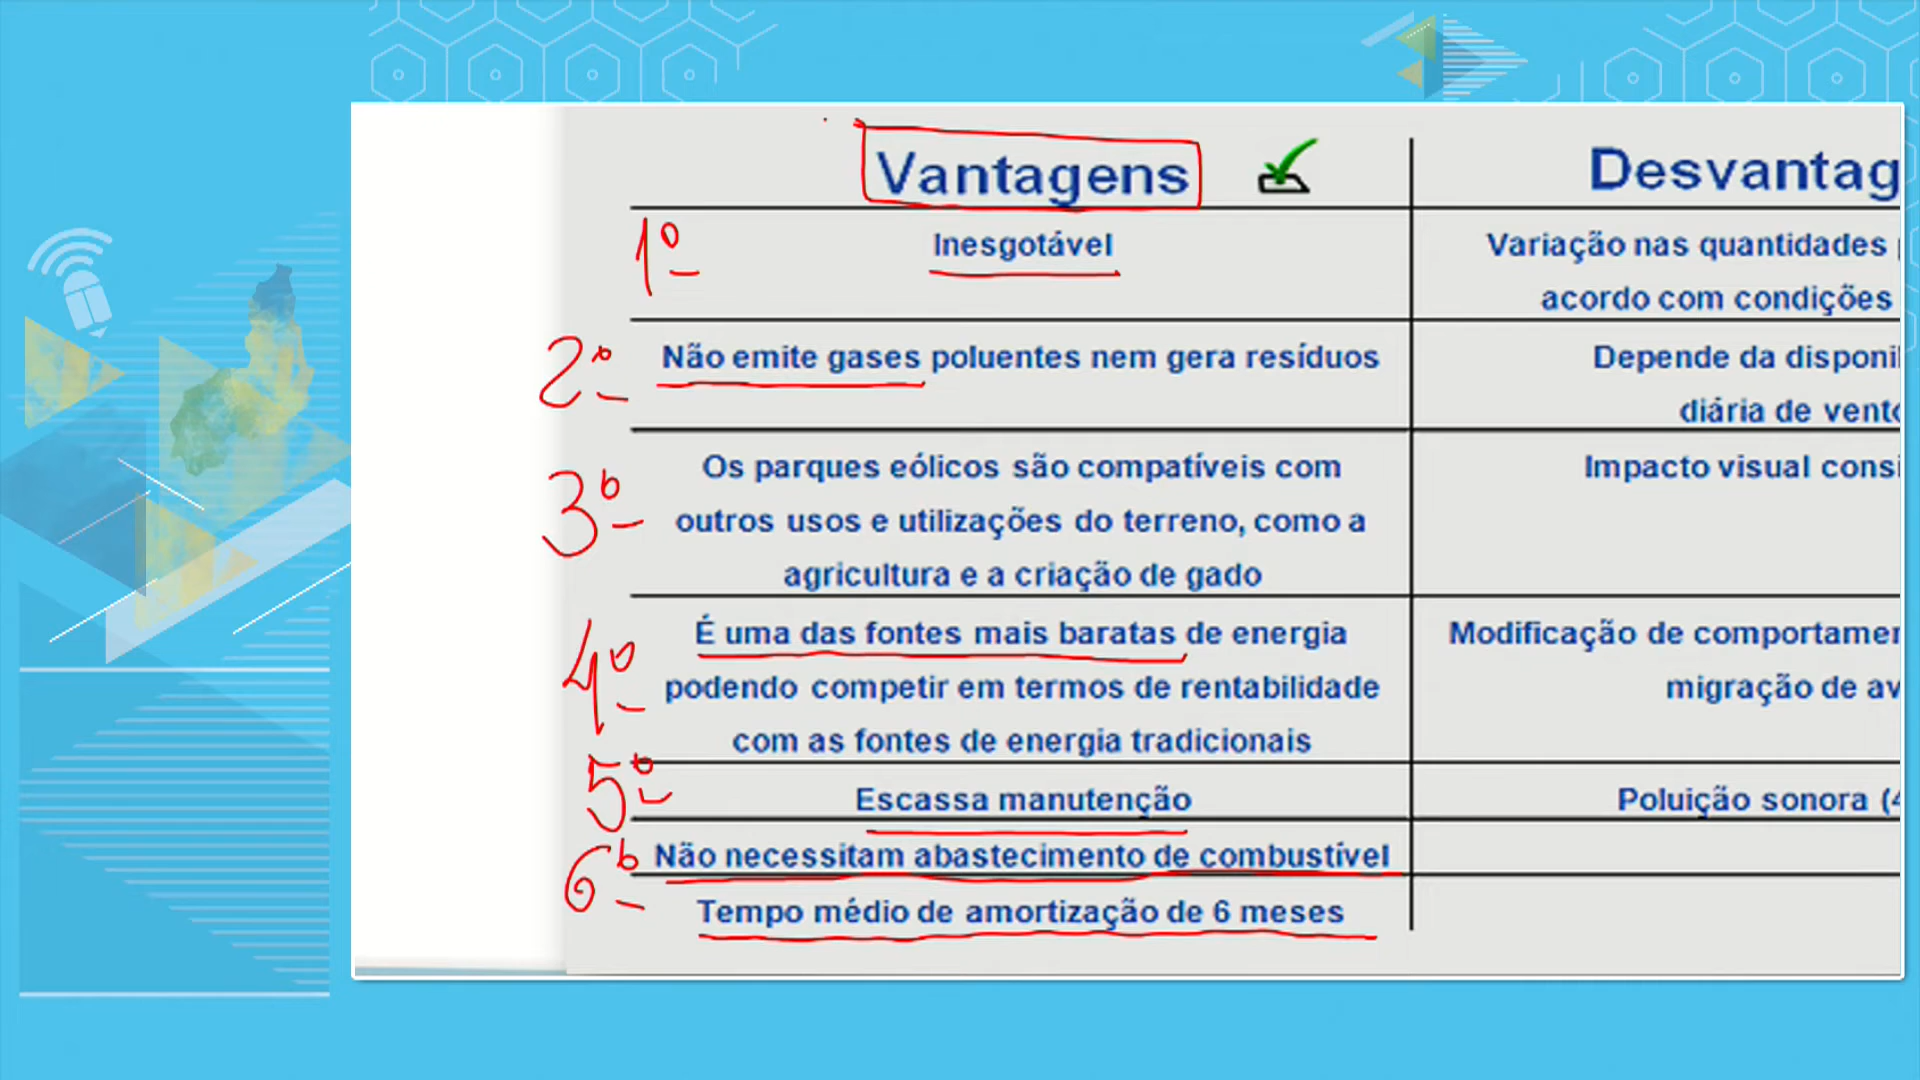 Vantagens
Desvantag
1º
Inesgotável
Variação nas quantidades
acordo com condições
2º
Não emite gases poluentes nem gera resíduos
Depende da disponi
diária de vento
3º
Os parques eólicos são compatíveis com
outros usos e utilizações do terreno, como a
agricultura e a criação de gado
Impacto visual consi
4º
É uma das fontes mais baratas de energia
podendo competir em termos de rentabilidade
com as fontes de energia tradicionais
Modificação de comportamen
migração de av
5º
Escassa manutenção
Poluição sonora (4
6º
Não necessitam abastecimento de combustível
Tempo médio de amortização de 6 meses